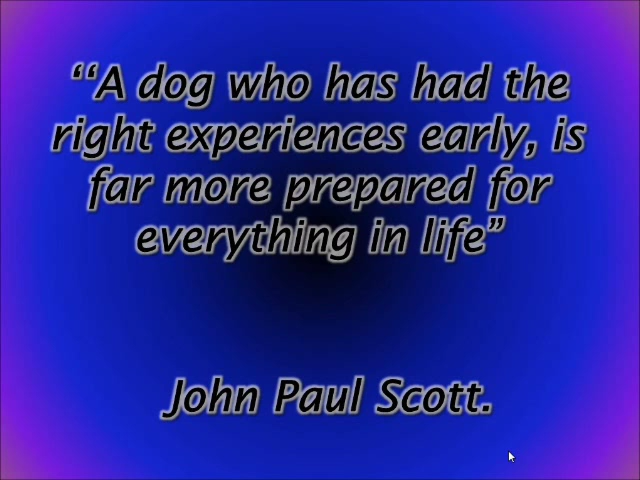 ‘‘A dog who has had the
right experiences early, is
far more prepared for
everything in life”
John Paul Scott.